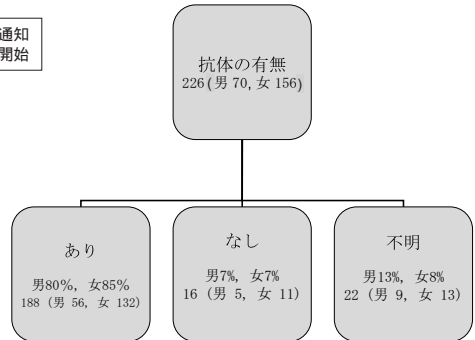 通知
開始
抗体の有無
226(男 70, 女 156)
あり
男80%, 女85%
188 (男 56, 女 132)
なし
男7%, 女7%
16 (男 5, 女 11)
不明
男13%, 女8%
22 (男 9, 女 13)